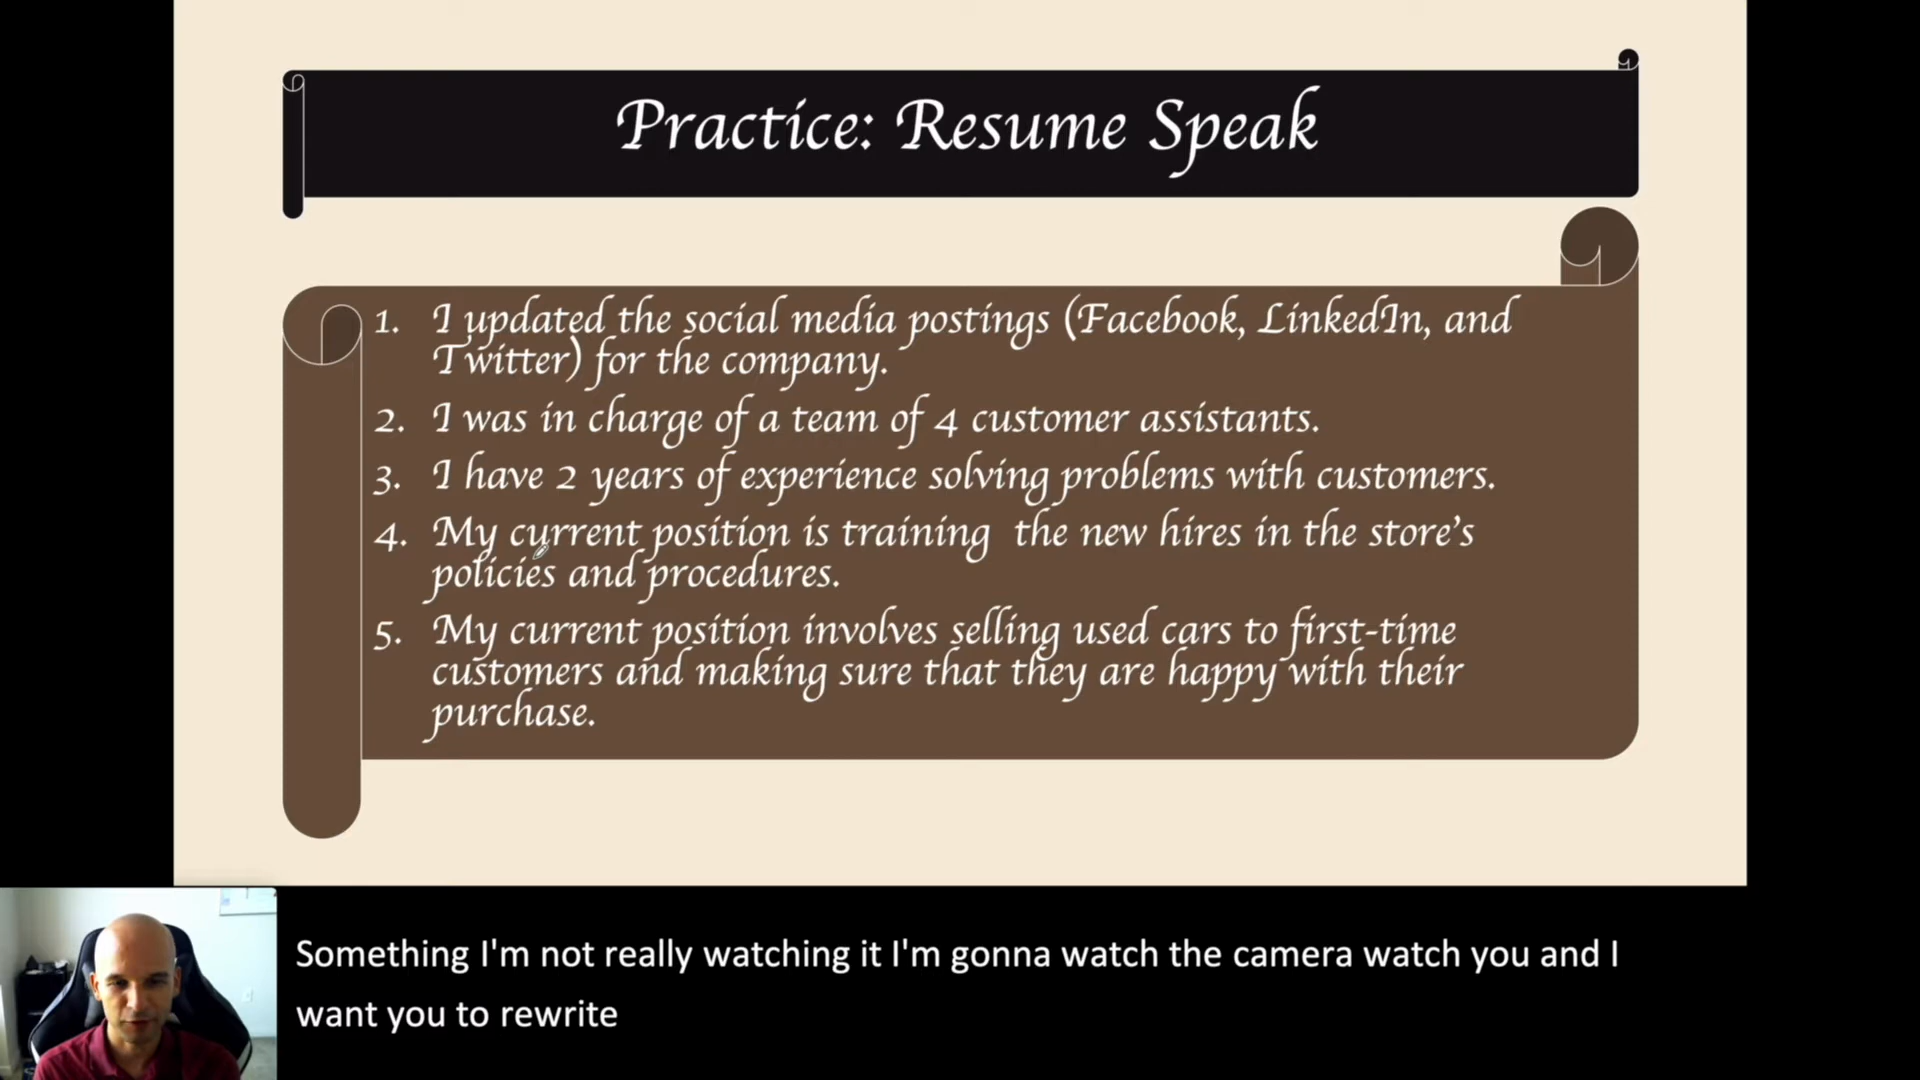 Practice: Resume Speak
1. I updated the social media postings (Facebook, LinkedIn, and
Twitter) for the company.
2. I was in charge of a team of 4 customer assistants.
3. I have 2 years of experience solving problems with customers.
4. My current position is training  the new hires in the store's
policies and procedures.
5. My current position involves selling used cars to first-time
customers and making sure that they are happy with their
purchase.
Something I'm not really watching it I'm gonna watch the camera watch you and I
want you to rewrite